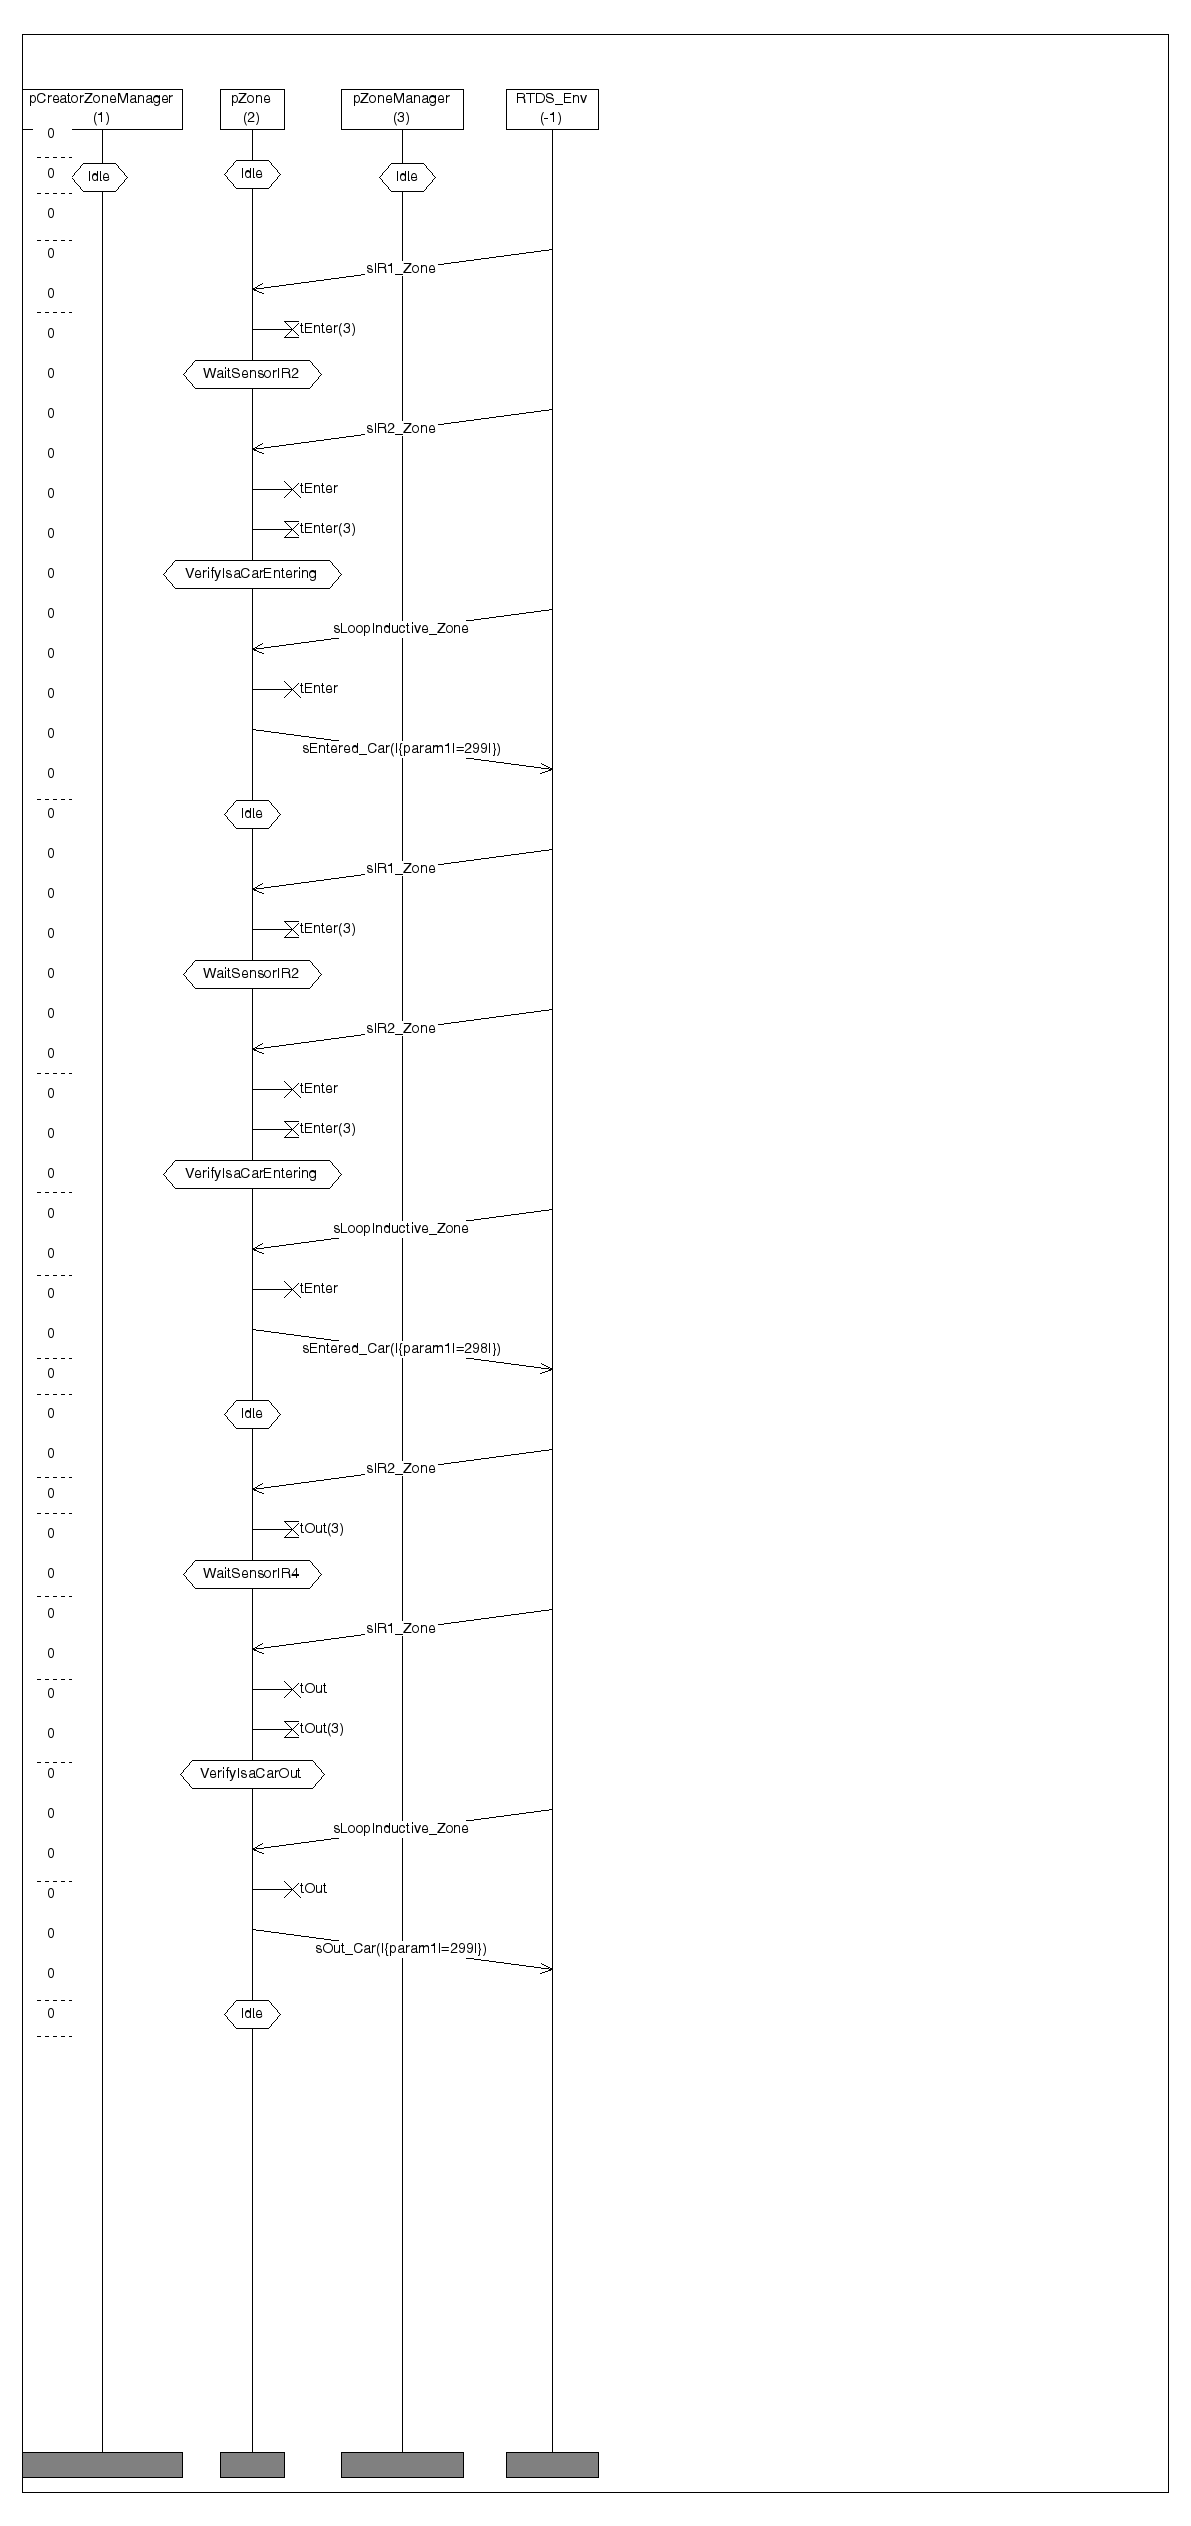 pCreatorZoneManager
(1)
pZone
(2)
pZoneManager
(3)
RTDS_Env
(-1)
0
0
Idle
Idle
Idle
0
0
sIR1_Zone
0
0
tEnter(3)
0
WaitSensorIR2
0
sIR2_Zone
0
0
tEnter
0
tEnter(3)
0
VerifyIsaCarEntering
0
sLoopInductive_Zone
0
0
tEnter
0
sEntered_Car(|{param1|=299|})
0
0
Idle
0
sIR1_Zone
0
0
tEnter(3)
0
WaitSensorIR2
0
sIR2_Zone
0
0
tEnter
0
tEnter(3)
0
VerifyIsaCarEntering
0
sLoopInductive_Zone
0
0
tEnter
0
sEntered_Car(|{param1|=298|})
0
0
Idle
0
sIR2_Zone
0
0
tOut(3)
0
WaitSensorIR4
0
sIR1_Zone
0
0
tOut
0
tOut(3)
0
VerifyIsaCarOut
0
sLoopInductive_Zone
0
0
tOut
0
sOut_Car(|{param1|=299|})
0
0
Idle